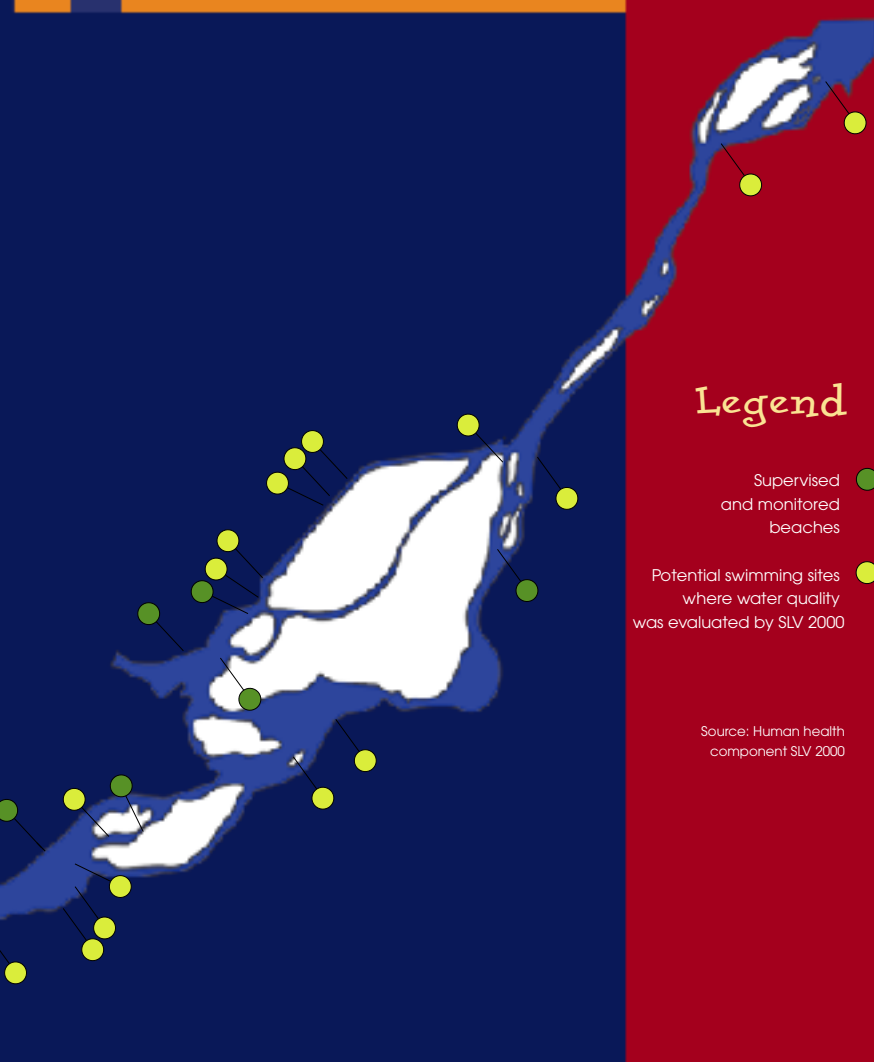 Legend
Supervised
and monitored
beaches
Potential swimming sites
where water quality
was evaluated by SLV 2000
Source: Human health
component SLV 2000